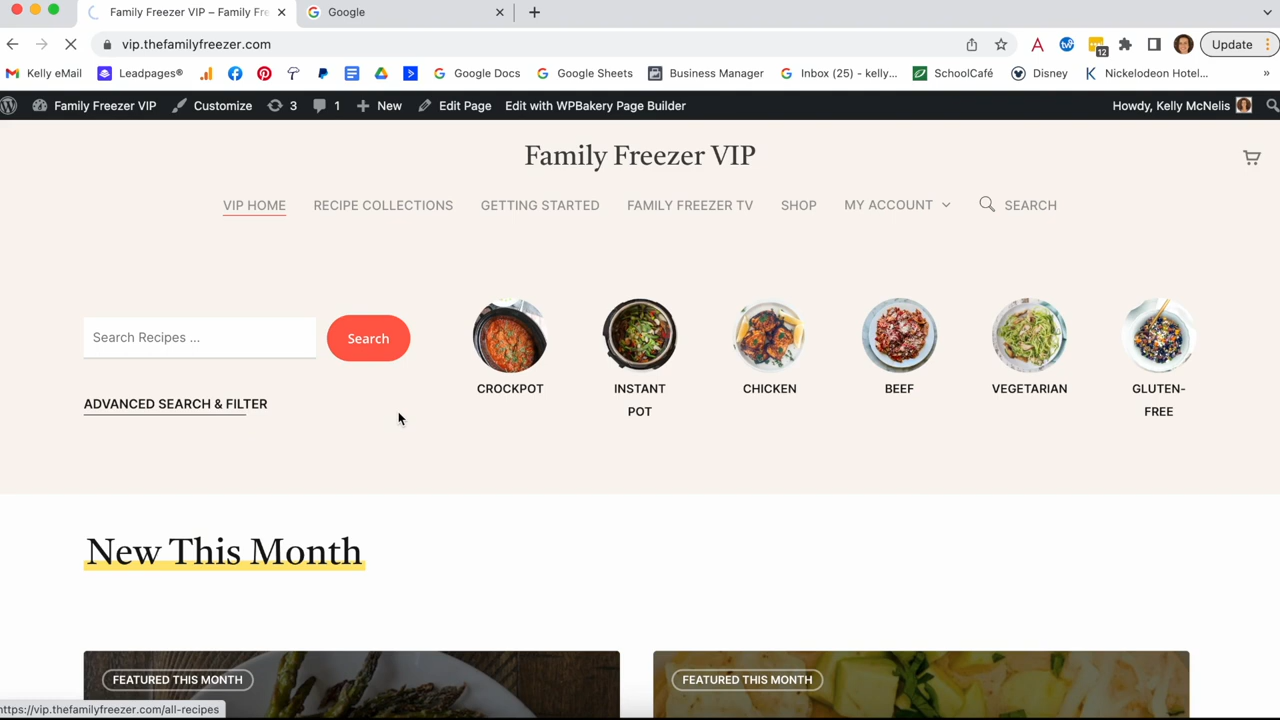 Family Freezer VIP – Family Fre
Google
vip.thefamilyfreezer.com
12
Update
Kelly eMail
Leadpages®
Google Docs
Google Sheets
Business Manager
Inbox (25) - kelly...
SchoolCafé
Disney
Nickelodeon Hotel...
»
Family Freezer VIP
Customize
3
1
New
Edit Page
Edit with WPBakery Page Builder
Howdy, Kelly McNelis
Family Freezer VIP
VIP HOME
RECIPE COLLECTIONS
GETTING STARTED
FAMILY FREEZER TV
SHOP
MY ACCOUNT
SEARCH
Search Recipes ...
Search
ADVANCED SEARCH & FILTER
CROCKPOT
INSTANT
POT
CHICKEN
BEEF
VEGETARIAN
GLUTEN-
FREE
New This Month
FEATURED THIS MONTH
FEATURED THIS MONTH
https://vip.thefamilyfreezer.com/all-recipes